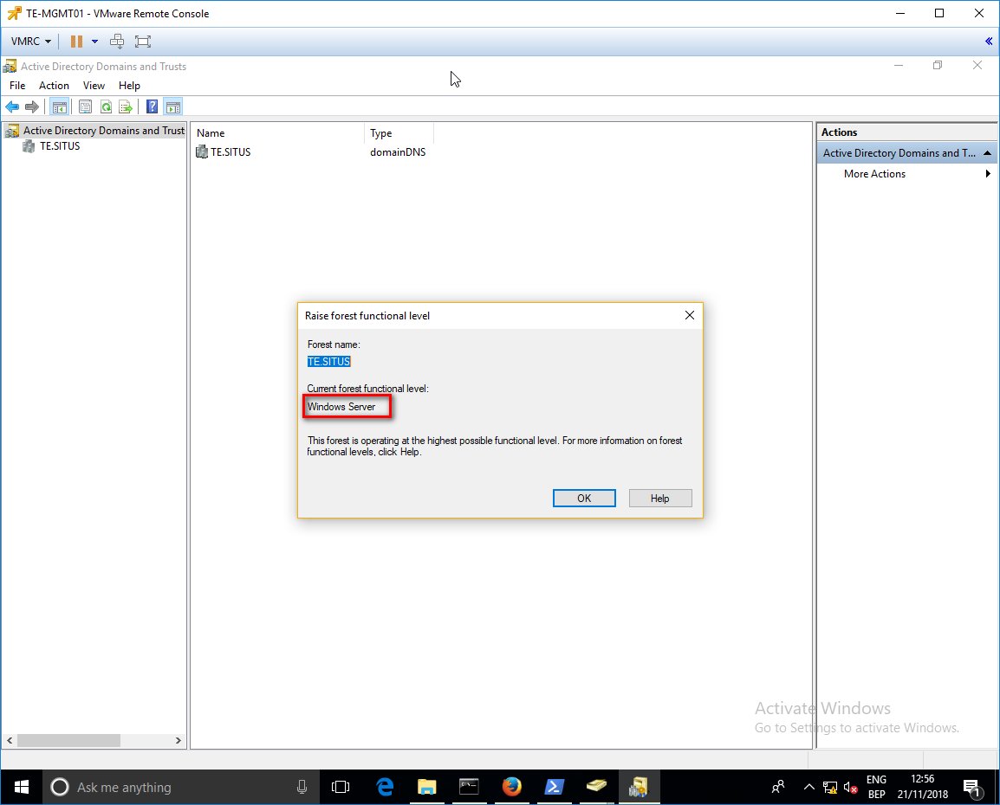 TE-MGMT01 - VMware Remote Console
VMRC
Active Directory Domains and Trusts
File Action View Help
Active Directory Domains and Trust
TE.SITUS
Name Type
TE.SITUS domainDNS
Actions
Active Directory Domains and T...
More Actions
Raise forest functional level
Forest name:
TE.SITUS
Current forest functional level:
Windows Server
This forest is operating at the highest possible functional level. For more information on forest
functional levels, click Help.
OK Help
Activate Windows
Go to Settings to activate Windows.
Ask me anything
ENG
BEP
12:56
21/11/2018
1